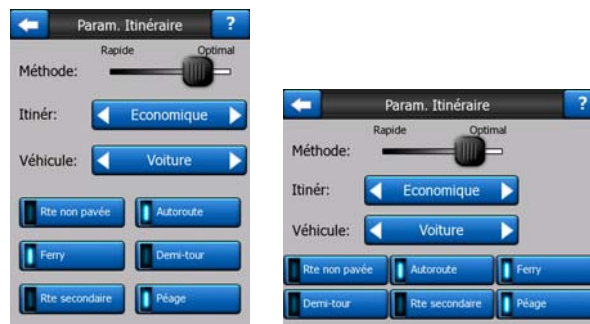 Param. Itinéraire ?
Rapide Optimal
Méthode:
Itinér: Economique
Véhicule: Voiture
Rte non pavée Autoroute
Ferry Demi-tour
Rte secondaire Péage
Param. Itinéraire ?
Rapide Optimal
Méthode:
Itinér: Economique
Véhicule: Voiture
Rte non pavée Autoroute Ferry
Demi-tour Rte secondaire Péage